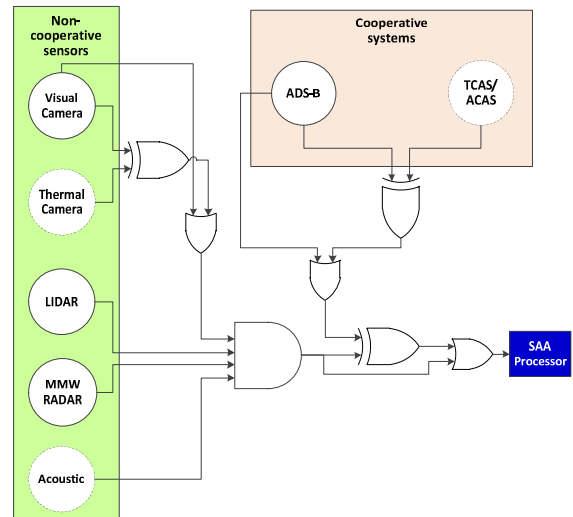 Non-
cooperative
sensors
Visual
Camera
Thermal
Camera
LIDAR
MMW
RADAR
Acoustic
Cooperative
systems
ADS-B
TCAS/
ACAS
SAA
Processor